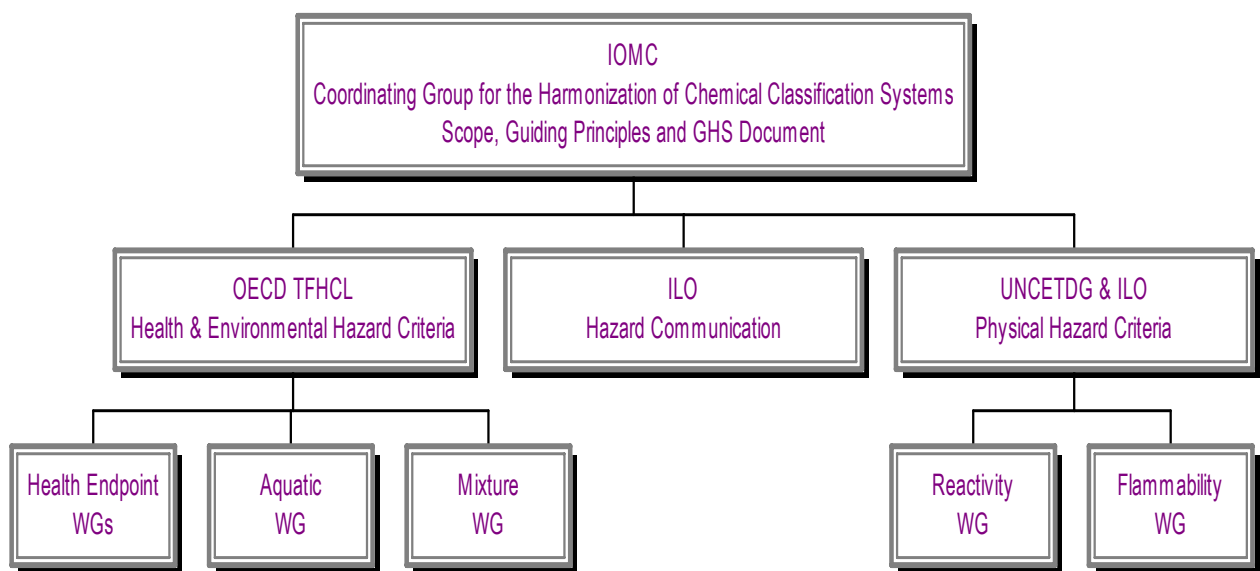 IOMC
Coordinating Group for the Harmonization of Chemical Classification Systems
Scope, Guiding Principles and GHS Document
OECD TFHCL
Health & Environmental Hazard Criteria
ILO
Hazard Communication
UNCETDG & ILO
Physical Hazard Criteria
Health Endpoint
WGs
Aquatic
WG
Mixture
WG
Reactivity
WG
Flammability
WG